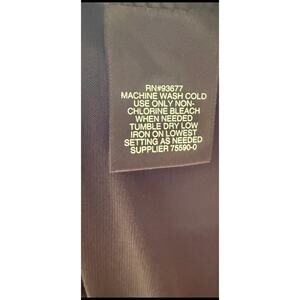 RN#93677
MACHINE WASH COLD
USE ONLY NON-
CHLORINE BLEACH
WHEN NEEDED
TUMBLE DRY LOW
IRON ON LOWEST
SETTING AS NEEDED
SUPPLIER 75590-0